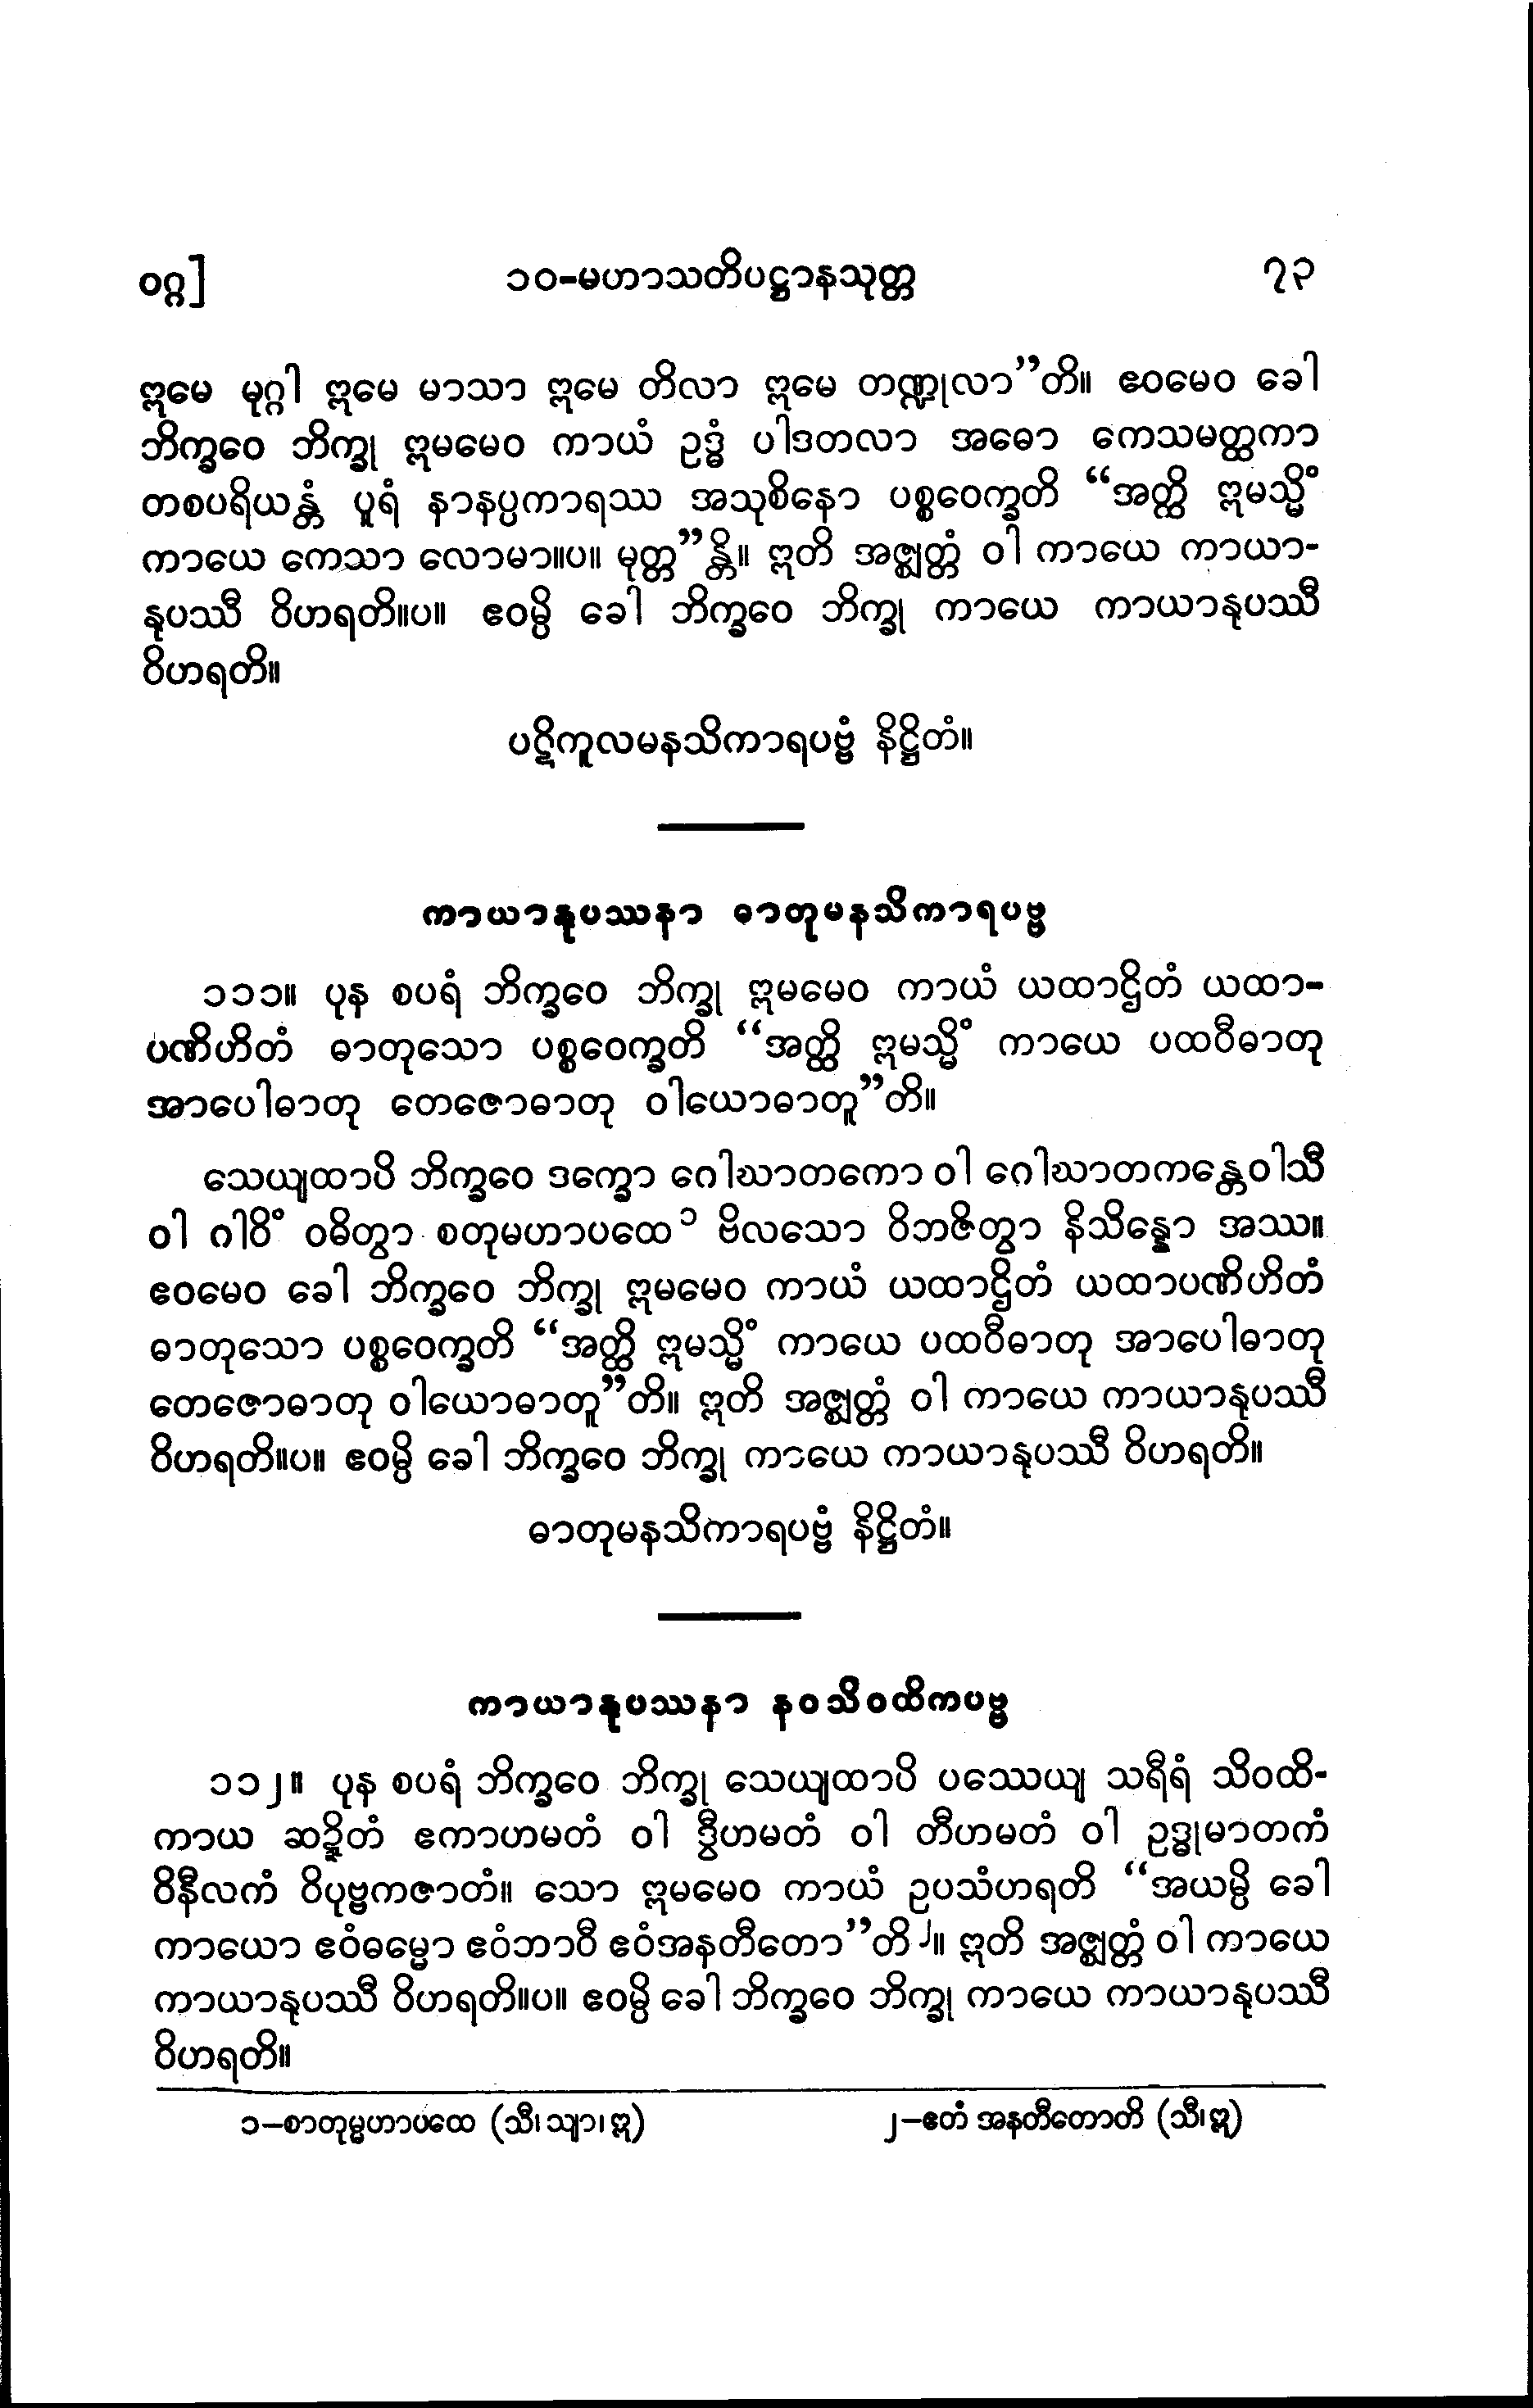 ဝဂ္ဂ]
၁၀-မဟာသတိပဋ္ဌာနသုတ္တ
၇၃
ဣမေ မုဂ္ဂါ ဣမေ မာသာ ဣမေ တိလာ ဣမေ တဏ္ဍုလာ”တိ။ ဧဝမေဝ ခေါ
ဘိက္ခဝေ ဘိက္ခု ဣမမေဝ ကာယံ ဥဒ္ဓံ ပါဒတလာ အဓော ကေသမတ္ထကာ
တစပရိယန္တံ ပူရံ နာနပ္ပကာရဿ အသုစိနော ပစ္စဝေက္ခတိ “အတ္ထိ ဣမသ္မိံ
ကာယေ ကေသာ လောမာ။ပ။ မုတ္တ”န္တိ။ ဣတိ အဇ္ဈတ္တံ ဝါ ကာယေ ကာယာ-
နုပဿီ ဝိဟရတိ။ပ။ ဧဝမ္ပိ ခေါ ဘိက္ခဝေ ဘိက္ခု ကာယေ ကာယာနုပဿီ
ဝိဟရတိ။
ပဋိကူလမနသိကာရပဗ္ဗံ နိဋ္ဌိတံ။
ကာယာနုပဿနာ ဓာတုမနသိကာရပဗ္ဗ
၁၁၁။ ပုန စပရံ ဘိက္ခဝေ ဘိက္ခု ဣမမေဝ ကာယံ ယထာဌိတံ ယထာ-
ပဏိဟိတံ ဓာတုသော ပစ္စဝေက္ခတိ “အတ္ထိ ဣမသ္မိံ ကာယေ ပထဝီဓာတု
အာပေါဓာတု တေဇောဓာတု ဝါယောဓာတူ”တိ။
သေယျထာပိ ဘိက္ခဝေ ဒက္ခော ဂေါဃာတကော ဝါ ဂေါဃာတကန္တေဝါသီ
ဝါ ဂါဝိံ ဝဓိတွာ စတုမဟာပထေ ၁ ဗိလသော ဝိဘဇိတွာ နိသိန္နော အဿ။
ဧဝမေဝ ခေါ ဘိက္ခဝေ ဘိက္ခု ဣမမေဝ ကာယံ ယထာဌိတံ ယထာပဏိဟိတံ
ဓာတုသော ပစ္စဝေက္ခတိ “အတ္ထိ ဣမသ္မိံ ကာယေ ပထဝီဓာတု အာပေါဓာတု
တေဇောဓာတု ဝါယောဓာတူ”တိ။ ဣတိ အဇ္ဈတ္တံ ဝါ ကာယေ ကာယာနုပဿီ
ဝိဟရတိ။ပ။ ဧဝမ္ပိ ခေါ ဘိက္ခဝေ ဘိက္ခု ကာယေ ကာယာနုပဿီ ဝိဟရတိ။
ဓာတုမနသိကာရပဗ္ဗံ နိဋ္ဌိတံ။
ကာယာနုပဿနာ နဝသိဝထိကပဗ္ဗ
၁၁၂။ ပုန စပရံ ဘိက္ခဝေ ဘိက္ခု သေယျထာပိ ပဿေယျ သရီရံ သိဝထိ-
ကာယ ဆဍ္ဍိတံ ဧကာဟမတံ ဝါ ဒွီဟမတံ ဝါ တီဟမတံ ဝါ ဥဒ္ဓုမာတကံ
ဝိနီလကံ ဝိပုဗ္ဗကဇာတံ။ သော ဣမမေဝ ကာယံ ဥပသံဟရတိ “အယမ္ပိ ခေါ
ကာယော ဧဝံဓမ္မော ဧဝံဘာဝီ ဧဝံအနတီတော”တိ ၂။ ဣတိ အဇ္ဈတ္တံ ဝါ ကာယေ
ကာယာနုပဿီ ဝိဟရတိ။ပ။ ဧဝမ္ပိ ခေါ ဘိက္ခဝေ ဘိက္ခု ကာယေ ကာယာနုပဿီ
ဝိဟရတိ။
၁–စာတုမ္မဟာပထေ (သီ၊ သျာ၊ ဣ)
၂–ဧတံ အနတီတောတိ (သီ၊ ဣ)